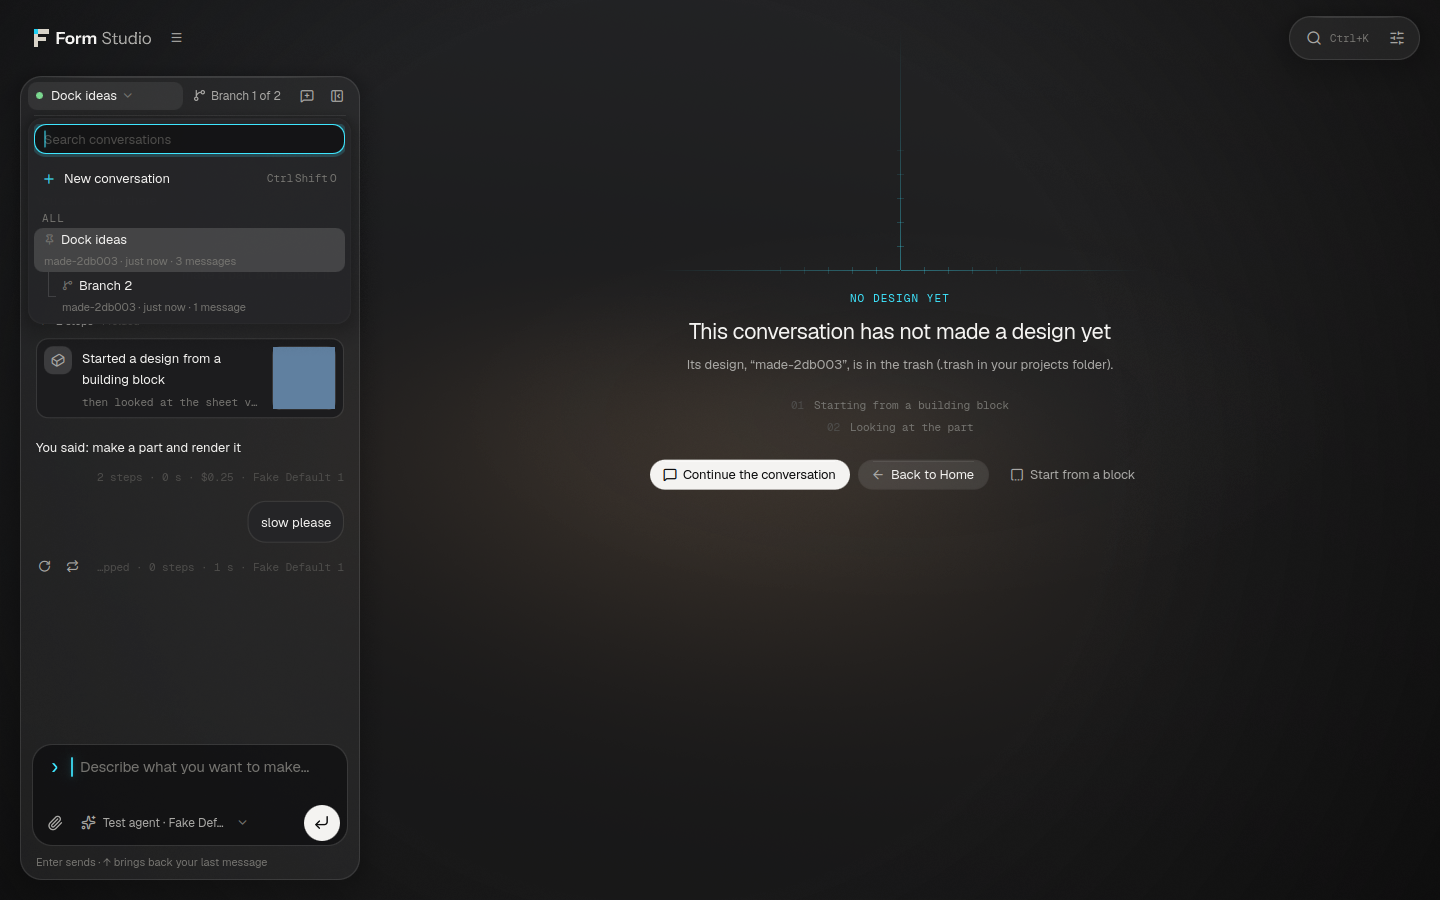 Form Studio
Ctrl+K
Dock ideas
Branch 1 of 2
Search conversations
New conversation
Ctrl Shift O
ALL
Dock ideas
made-2db003 · just now · 3 messages
Branch 2
made-2db003 · just now · 1 message
Started a design from a
building block
then looked at the sheet v…
You said: make a part and render it
2 steps · 0 s · $0.25 · Fake Default 1
slow please
…pped · 0 steps · 1 s · Fake Default 1
Describe what you want to make…
Test agent · Fake Def…
Enter sends · ↑ brings back your last message
NO DESIGN YET
This conversation has not made a design yet
Its design, “made-2db003”, is in the trash (.trash in your projects folder).
01 Starting from a building block
02 Looking at the part
Continue the conversation
Back to Home
Start from a block